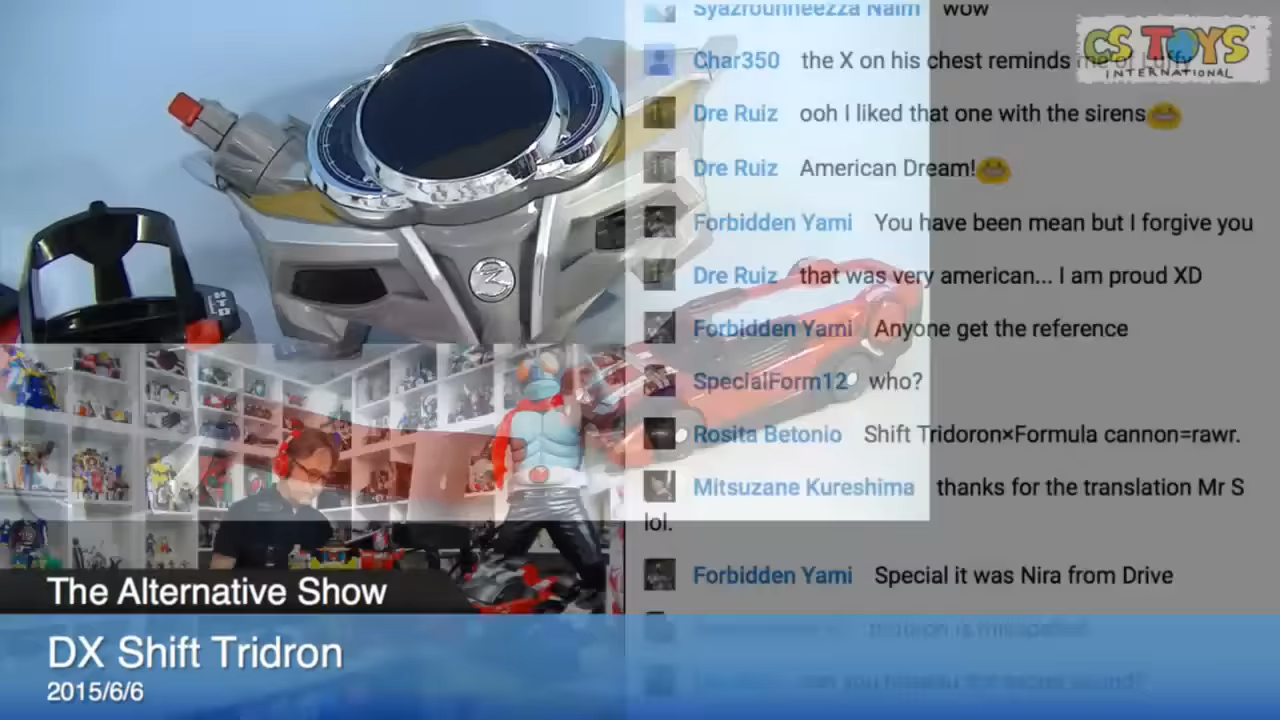 Syazrounneezza Naim wow
CS TOYS
INTERNATIONAL
Char350 the X on his chest reminds me of Luffy
Dre Ruiz ooh I liked that one with the sirens
Dre Ruiz American Dream!
Forbidden Yami You have been mean but I forgive you
Dre Ruiz that was very american... I am proud XD
Forbidden Yami Anyone get the reference
SpecialForm12 who?
Rosita Betonio Shift Tridoron×Formula cannon=rawr.
Mitsuzane Kureshima thanks for the translation Mr S
lol.
Forbidden Yami Special it was Nira from Drive
The Alternative Show
DX Shift Tridron
2015/6/6